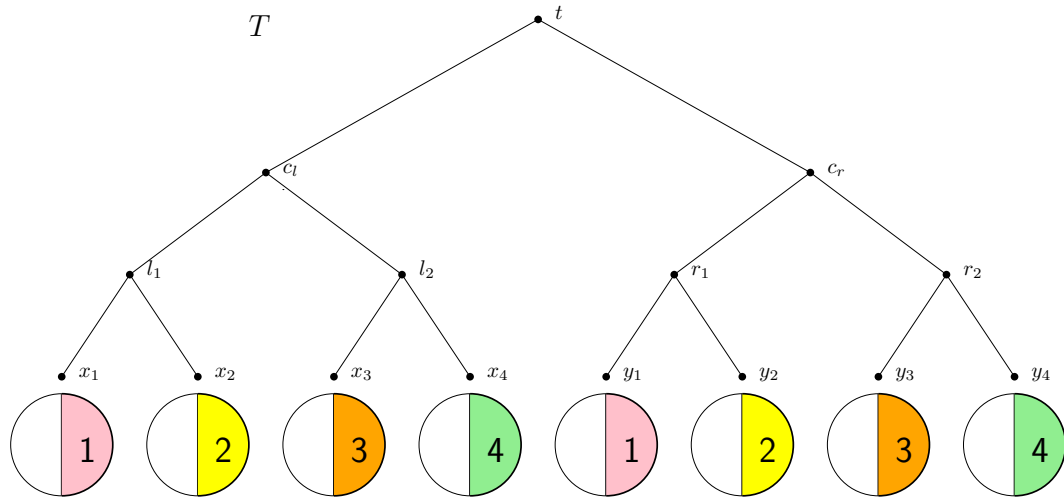 T t
c_l c_r
l_1 l_2 r_1 r_2
x_1 x_2 x_3 x_4 y_1 y_2 y_3 y_4
1 2 3 4 1 2 3 4